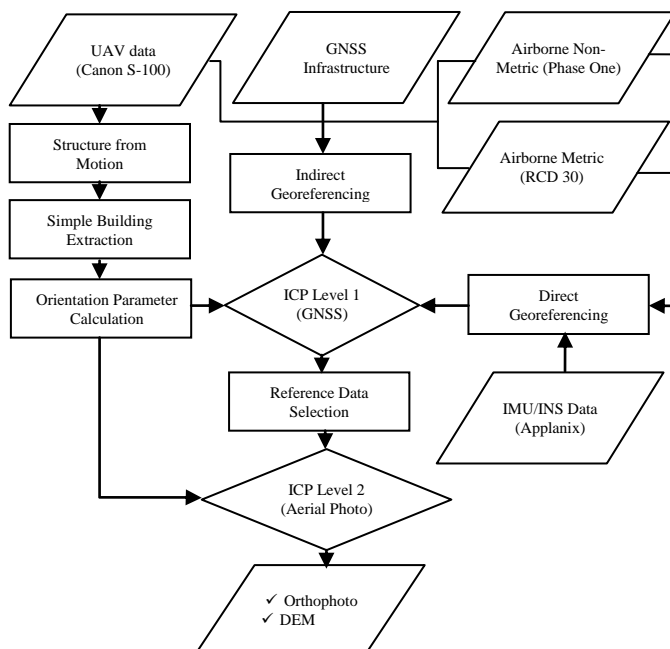 UAV data
(Canon S-100)
GNSS
Infrastructure
Airborne Non-
Metric (Phase One)
Structure from
Motion
Indirect
Georeferencing
Airborne Metric
(RCD 30)
Simple Building
Extraction
Orientation Parameter
Calculation
ICP Level 1
(GNSS)
Direct
Georeferencing
Reference Data
Selection
IMU/INS Data
(Applanix)
ICP Level 2
(Aerial Photo)
✓ Orthophoto
✓ DEM